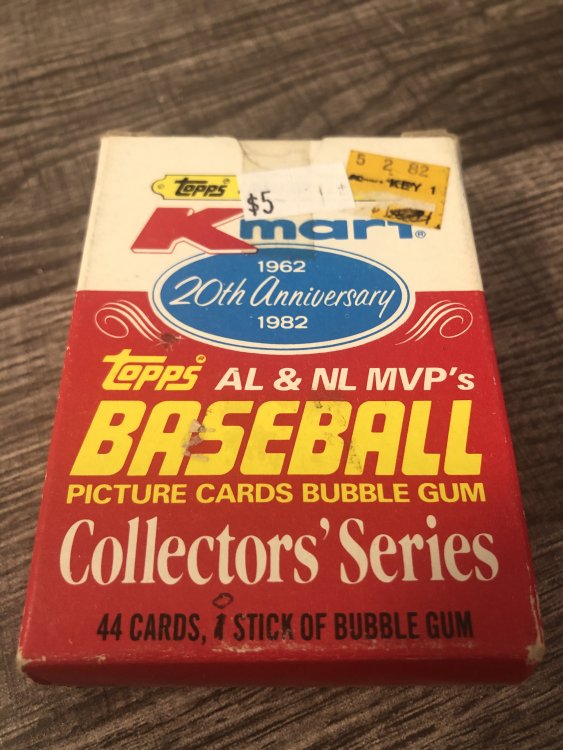 5 2 82
KEY 1
topps®
$5
Kmart®
1962
20th Anniversary
1982
topps® AL & NL MVP's
BASEBALL
PICTURE CARDS BUBBLE GUM
Collectors' Series
44 CARDS, 0 1 STICK OF BUBBLE GUM